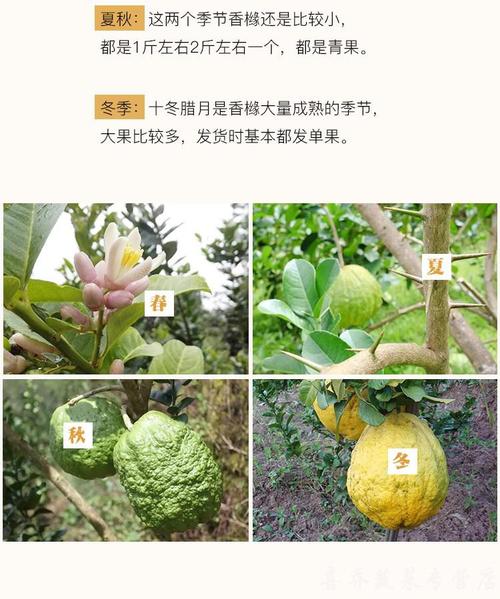 夏秋：这两个季节香橼还是比较小，
都是1斤左右2斤左右一个，都是青果。
冬季：十冬腊月是香橼大量成熟的季节，
大果比较多，发货时基本都发单果。
春
夏
秋
冬